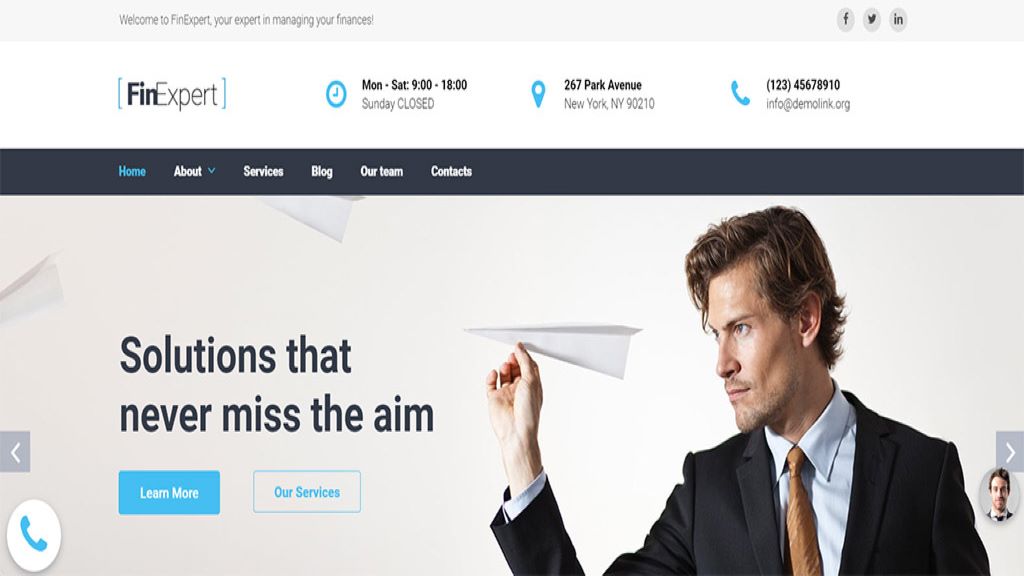 Welcome to FinExpert, your expert in managing your finances!
[FinExpert]
Mon - Sat: 9:00 - 18:00
Sunday CLOSED
267 Park Avenue
New York, NY 90210
(123) 45678910
info@demolink.org
Home About Services Blog Our team Contacts
Solutions that
never miss the aim
Learn More Our Services